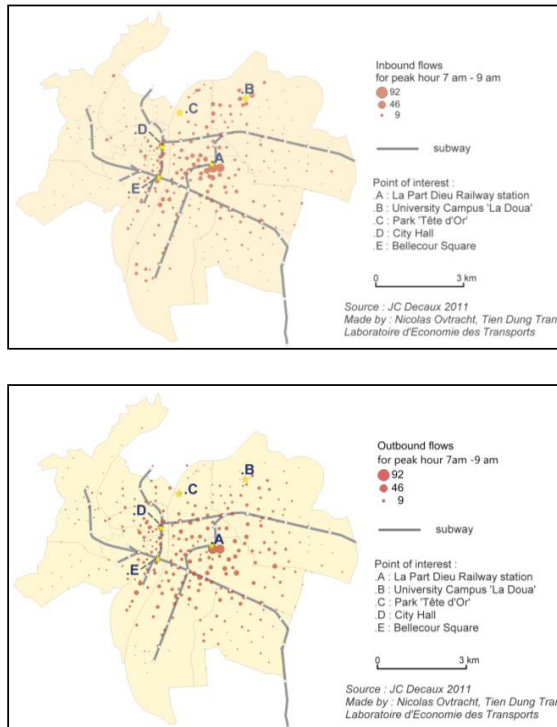 Inbound flows
for peak hour 7 am - 9 am
92
46
9
subway
Point of interest :
.A : La Part Dieu Railway station
.B : University Campus 'La Doua'
.C : Park 'Tête d'Or'
.D : City Hall
.E : Bellecour Square
0 3 km
Source : JC Decaux 2011
Made by : Nicolas Ovtracht, Tien Dung Tran
Laboratoire d'Economie des Transports
.B
.C
.D
.A
.E
Outbound flows
for peak hour 7am -9 am
92
46
9
subway
Point of interest :
.A : La Part Dieu Railway station
.B : University Campus 'La Doua'
.C : Park 'Tête d'Or'
.D : City Hall
.E : Bellecour Square
0 3 km
Source : JC Decaux 2011
Made by : Nicolas Ovtracht, Tien Dung Tran
Laboratoire d'Economie des Transports
.B
.C
.D
.A
.E